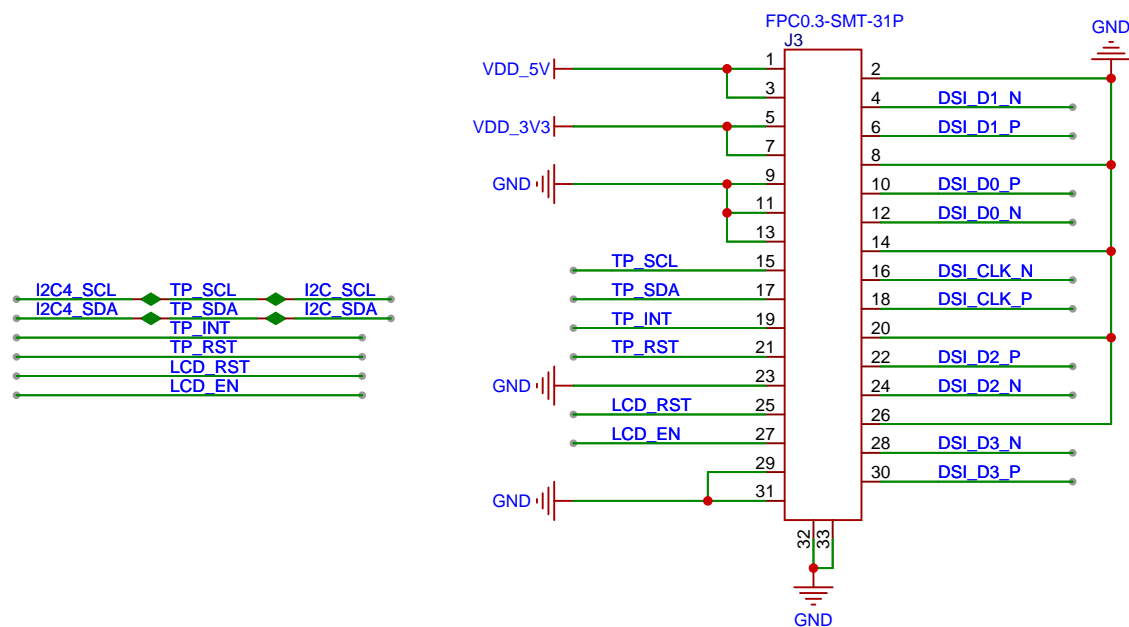 FPC0.3-SMT-31P
J3
GND
VDD_5V
1
2
3
DSI_D1_N
4
VDD_3V3
5
DSI_D1_P
6
7
8
GND
9
DSI_D0_P
10
11
DSI_D0_N
12
13
14
TP_SCL
15
DSI_CLK_N
16
TP_SDA
17
DSI_CLK_P
18
TP_INT
19
20
TP_RST
21
DSI_D2_P
22
GND
23
DSI_D2_N
24
LCD_RST
25
26
LCD_EN
27
DSI_D3_N
28
29
DSI_D3_P
30
GND
31
32
33
GND
I2C4_SCL TP_SCL I2C_SCL
I2C4_SDA TP_SDA I2C_SDA
TP_INT
TP_RST
LCD_RST
LCD_EN